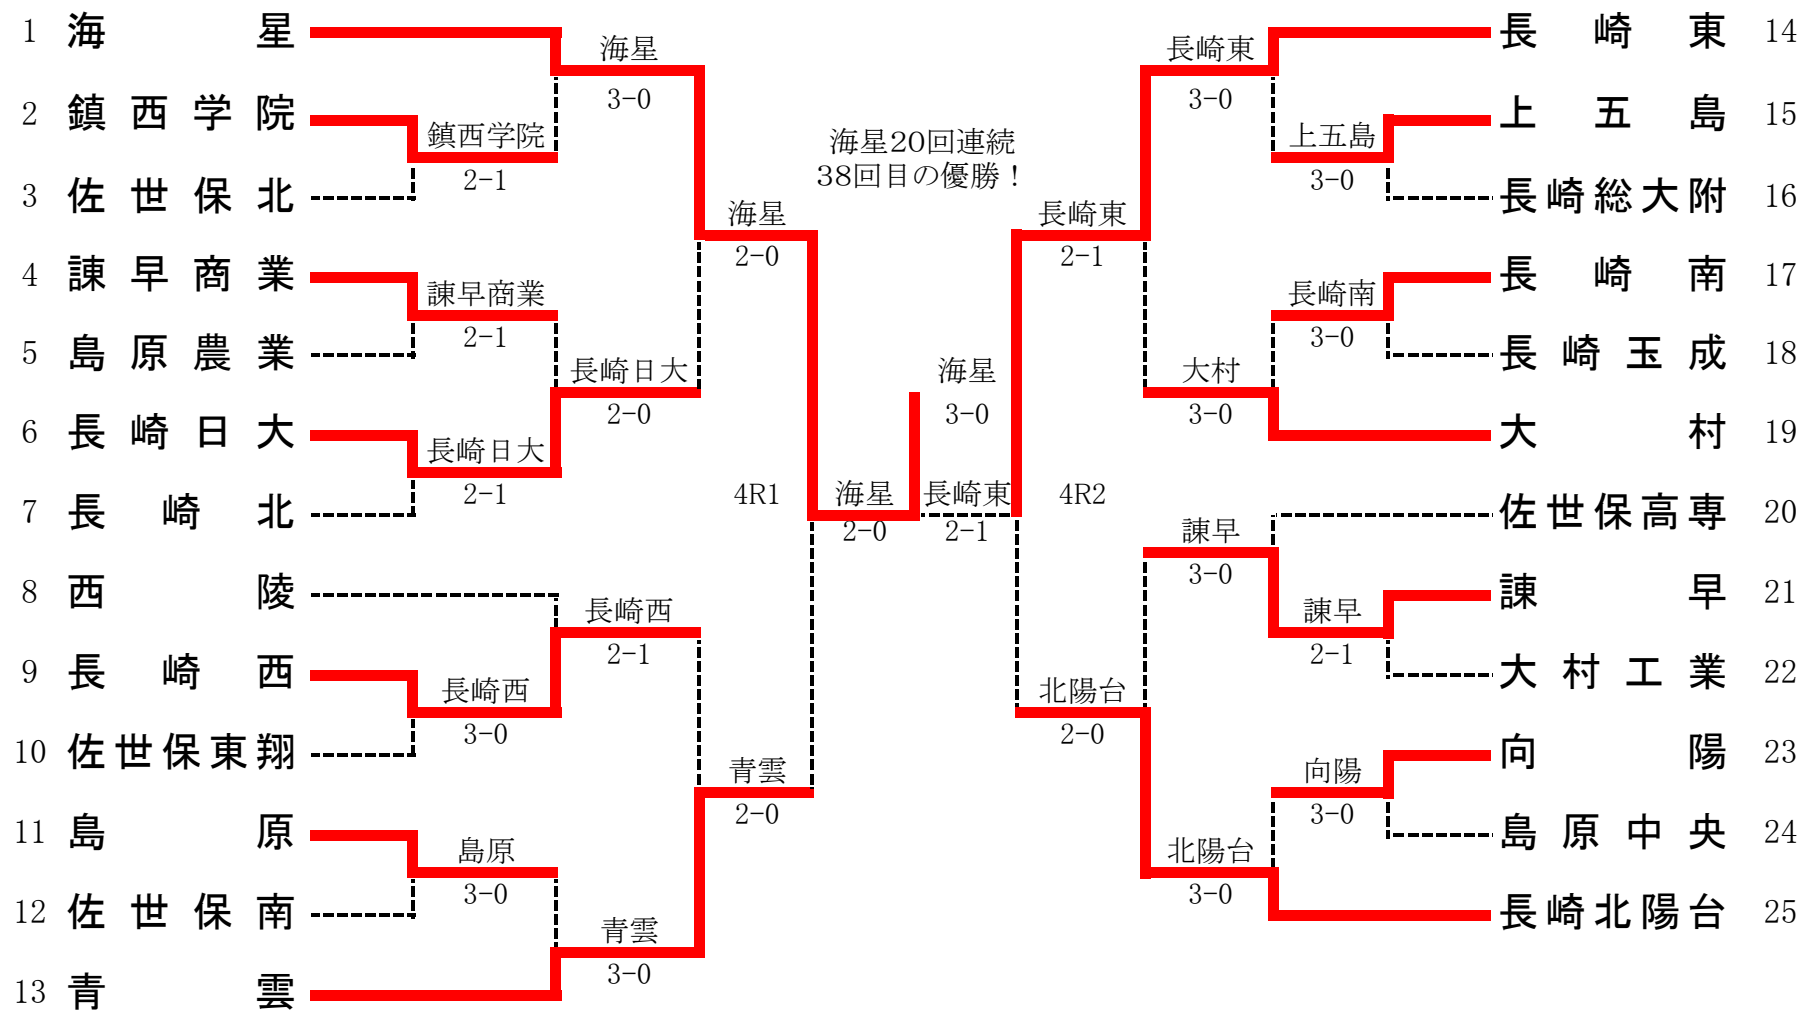 1 海星
2 鎮西学院
3 佐世保北
4 諫早商業
5 島原農業
6 長崎日大
7 長崎北
8 西陵
9 長崎西
10 佐世保東翔
11 島原
12 佐世保南
13 青雲
鎮西学院
2-1
諫早商業
2-1
長崎日大
2-1
長崎西
3-0
島原
3-0
海星
3-0
長崎日大
2-0
長崎西
2-1
青雲
3-0
海星
2-0
青雲
2-0
4R1
海星
2-0
海星20回連続
38回目の優勝！
海星
3-0
長崎東
2-1
4R2
長崎東
2-1
北陽台
2-0
長崎東
3-0
大村
3-0
諫早
3-0
北陽台
3-0
上五島
3-0
長崎南
3-0
諫早
2-1
向陽
3-0
長崎東 14
上五島 15
長崎総大附 16
長崎南 17
長崎玉成 18
大村 19
佐世保高専 20
諫早 21
大村工業 22
向陽 23
島原中央 24
長崎北陽台 25